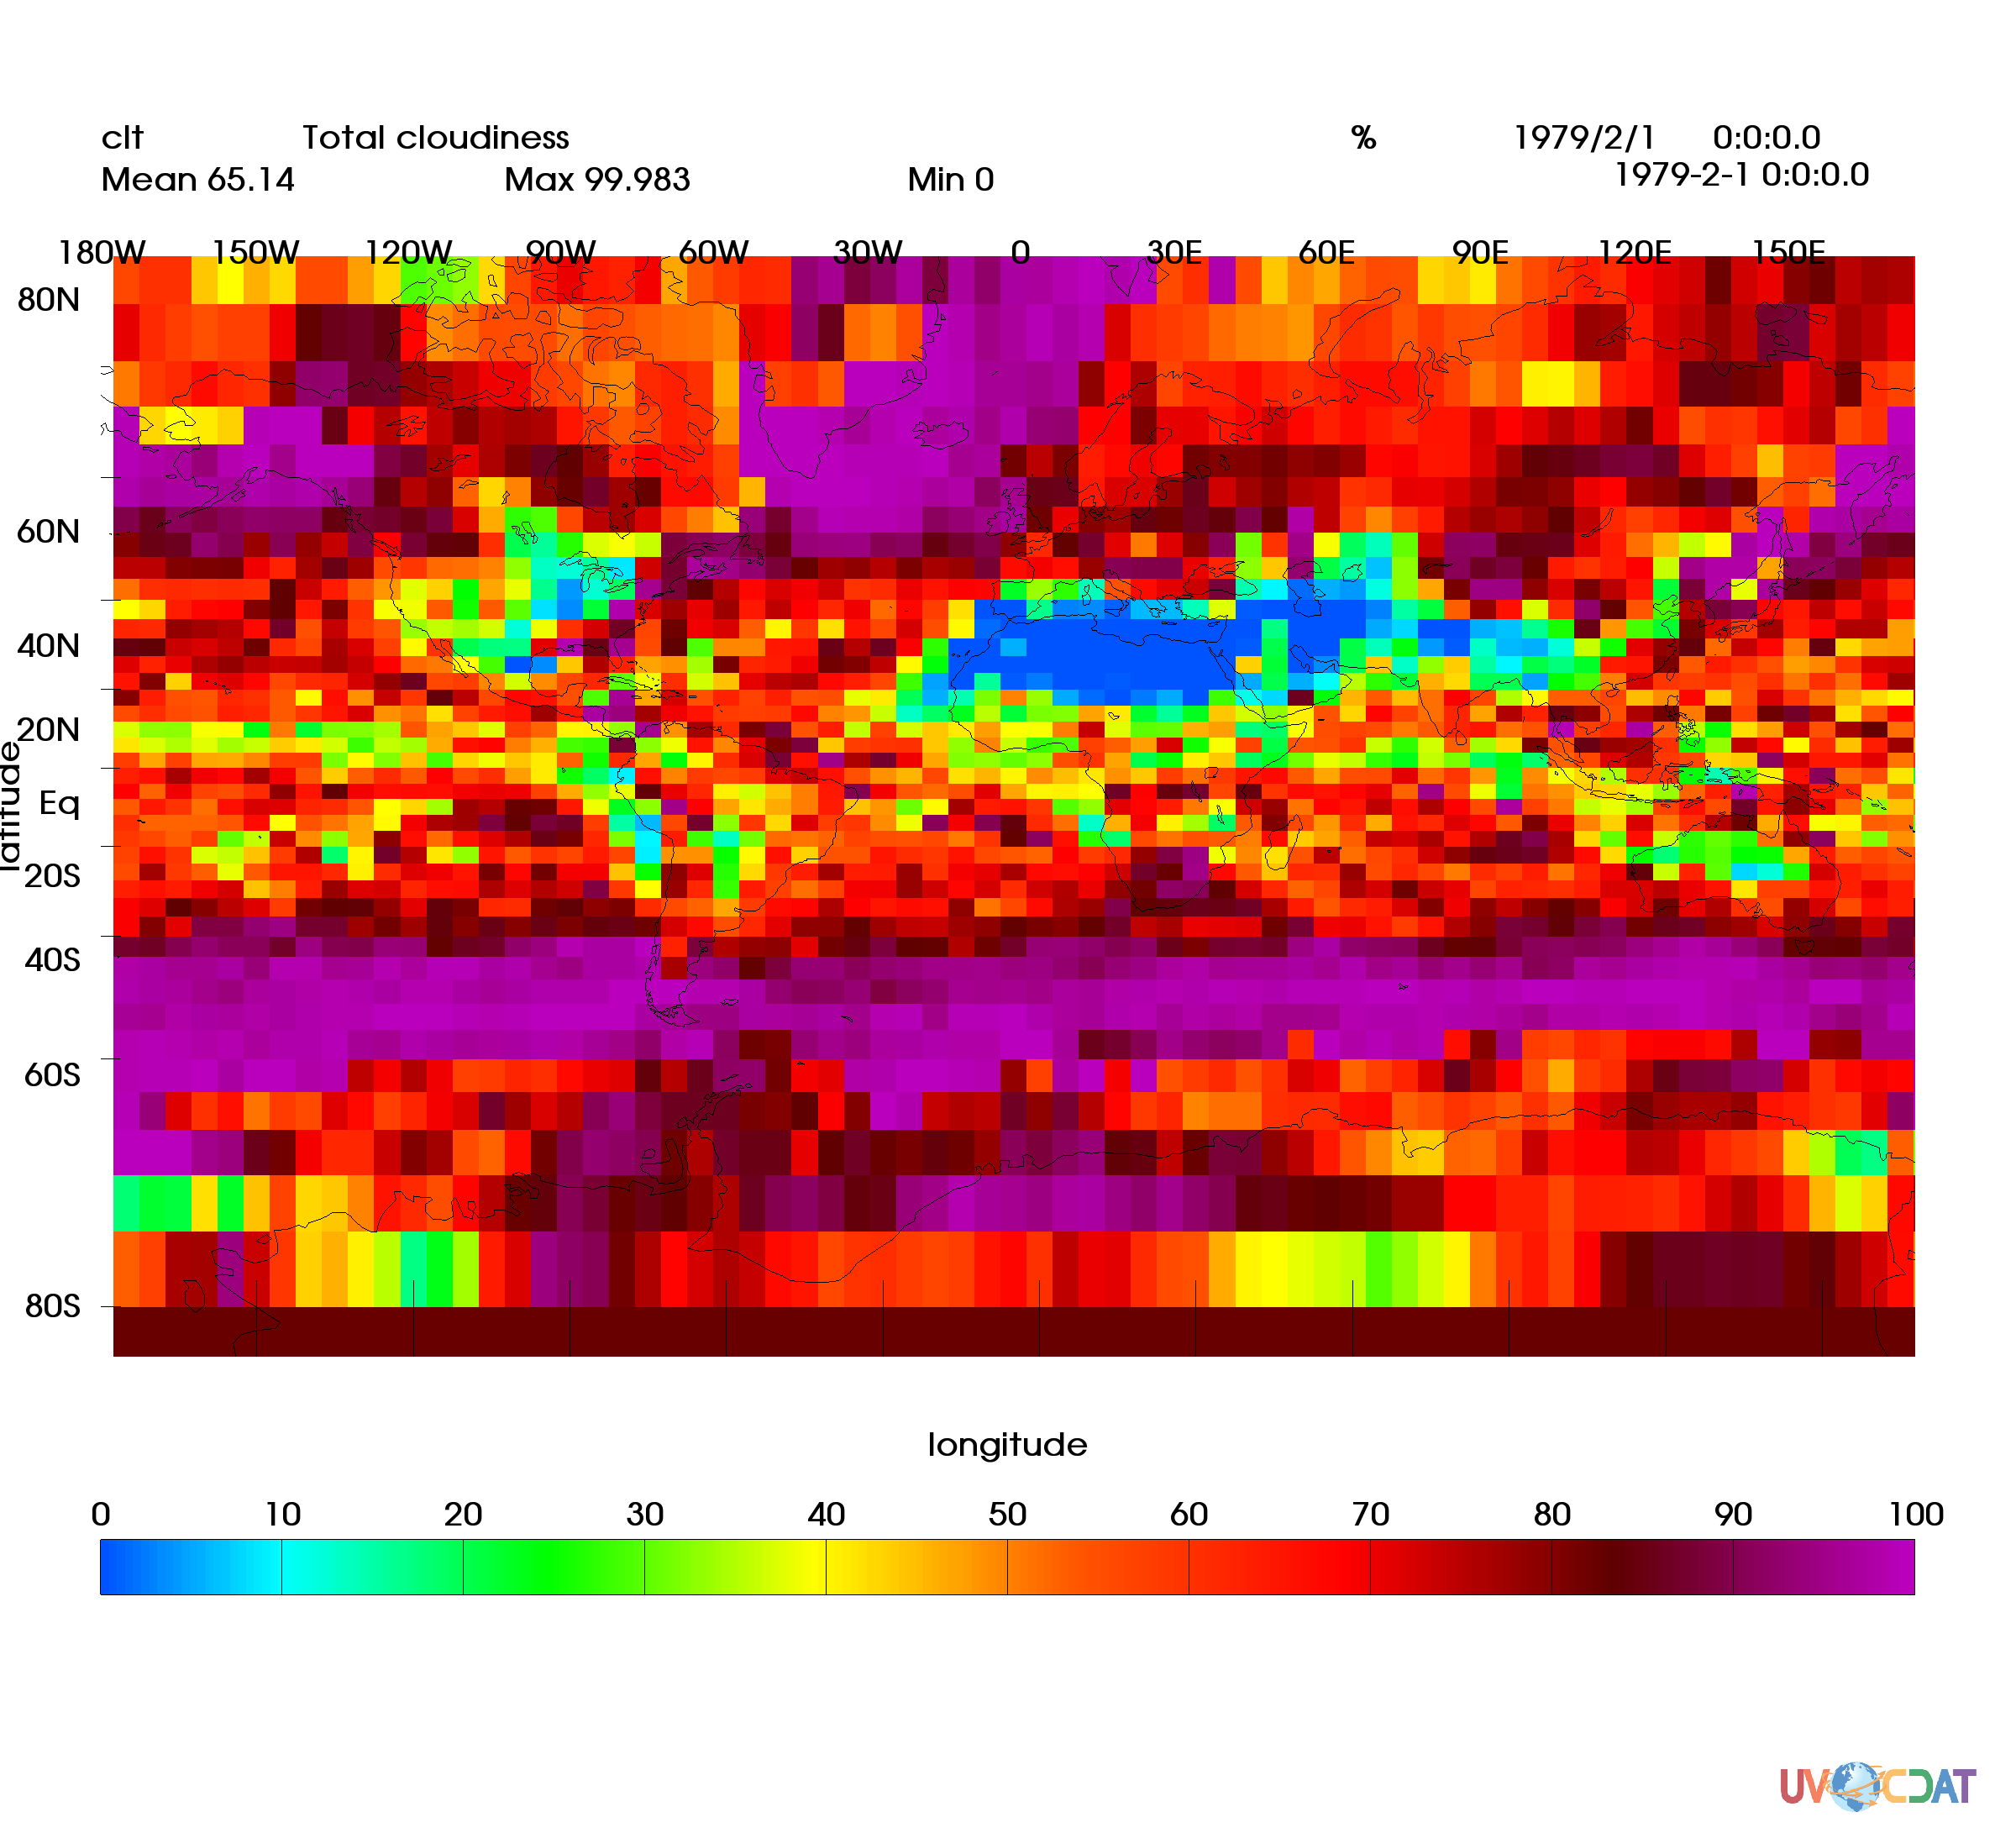 clt Total cloudiness % 1979/2/1 0:0:0.0
Mean 65.14 Max 99.983 Min 0 1979-2-1 0:0:0.0
180W 150W 120W 90W 60W 30W 0 30E 60E 90E 120E 150E
80N
60N
40N
20N
Eq
20S
40S
60S
80S
latitude
longitude
0 10 20 30 40 50 60 70 80 90 100
UV CDAT